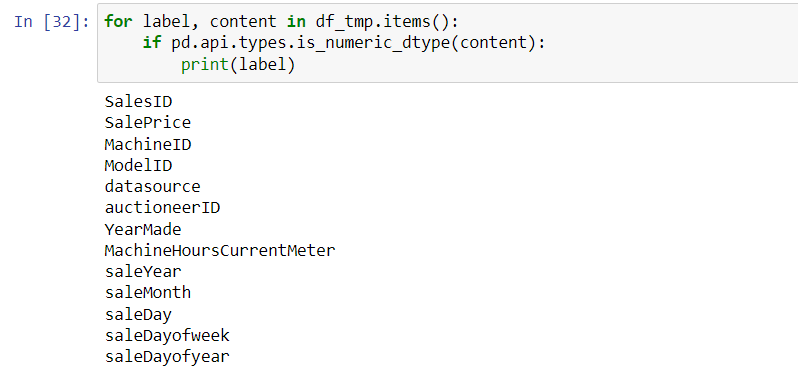 In [32]: for label, content in df_tmp.items():
    if pd.api.types.is_numeric_dtype(content):
        print(label)
SalesID
SalePrice
MachineID
ModelID
datasource
auctioneerID
YearMade
MachineHoursCurrentMeter
saleYear
saleMonth
saleDay
saleDayofweek
saleDayofyear